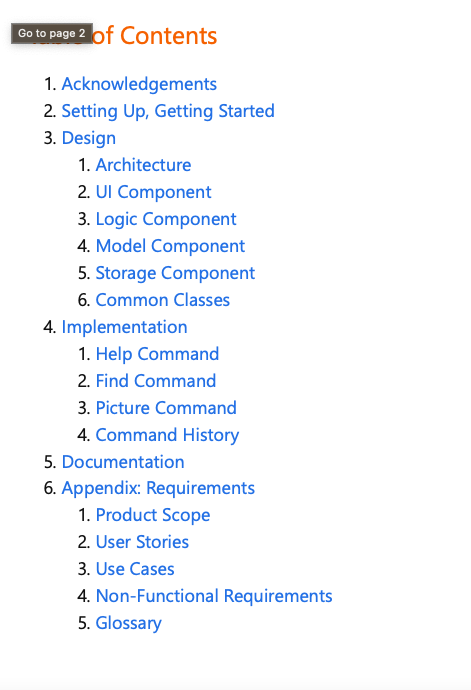 Go to page 2
of Contents
1. Acknowledgements
2. Setting Up, Getting Started
3. Design
1. Architecture
2. UI Component
3. Logic Component
4. Model Component
5. Storage Component
6. Common Classes
4. Implementation
1. Help Command
2. Find Command
3. Picture Command
4. Command History
5. Documentation
6. Appendix: Requirements
1. Product Scope
2. User Stories
3. Use Cases
4. Non-Functional Requirements
5. Glossary